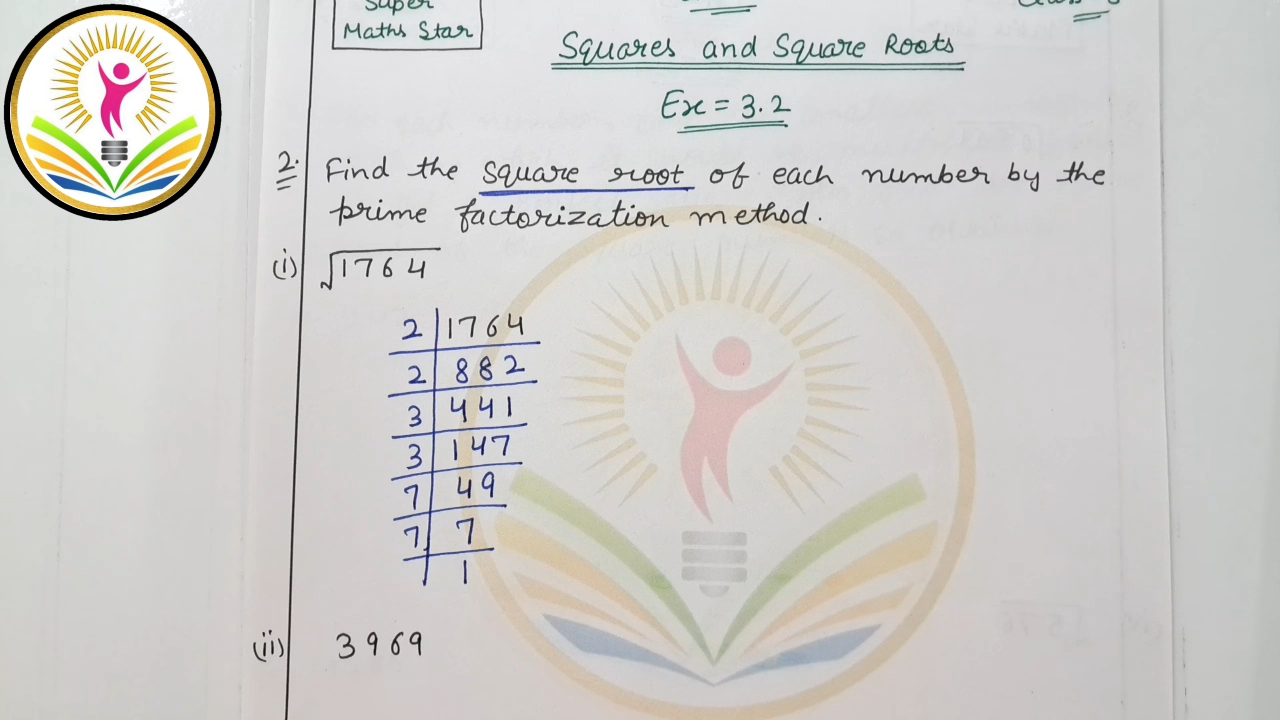 Super
Maths Star
Squares and Square Roots
Ex = 3.2
2. Find the square root of each number by the
prime factorization method.
(i) √1764
2 | 1764
2 | 882
3 | 441
3 | 147
7 | 49
7 | 7
| 1
(ii) 3969